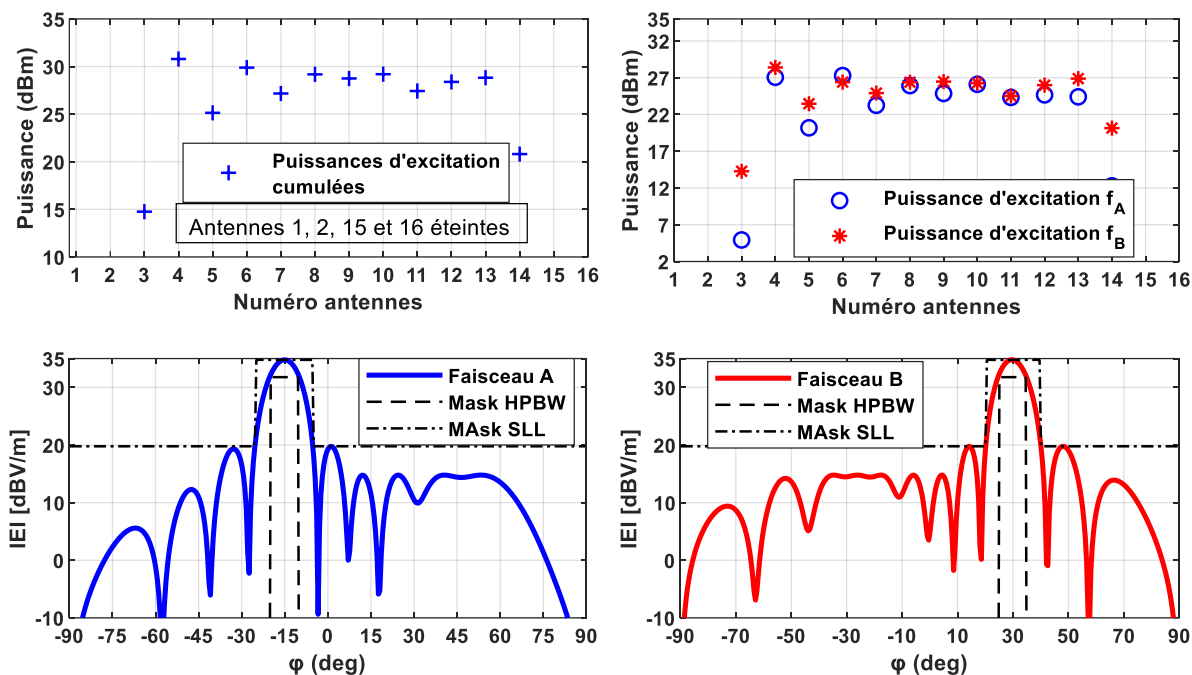 35
30
25
20
15
10
Puissance (dBm)
Puissances d'excitation
cumulées
Antennes 1, 2, 15 et 16 éteintes
1 2 3 4 5 6 7 8 9 10 11 12 13 14 15 16
Numéro antennes
35
32
27
22
17
12
7
2
Puissance (dBm)
Puissance d'excitation f_A
Puissance d'excitation f_B
1 2 3 4 5 6 7 8 9 10 11 12 13 14 15 16
Numéro antennes
35
30
20
10
0
-10
IEI [dBV/m]
Faisceau A
Mask HPBW
MAsk SLL
-90 -75 -60 -45 -30 -15 0 15 30 45 60 75 90
φ (deg)
35
30
20
10
0
-10
IEI [dBV/m]
Faisceau B
Mask HPBW
MAsk SLL
-90 -70 -50 -30 -10 10 30 50 70 90
φ (deg)